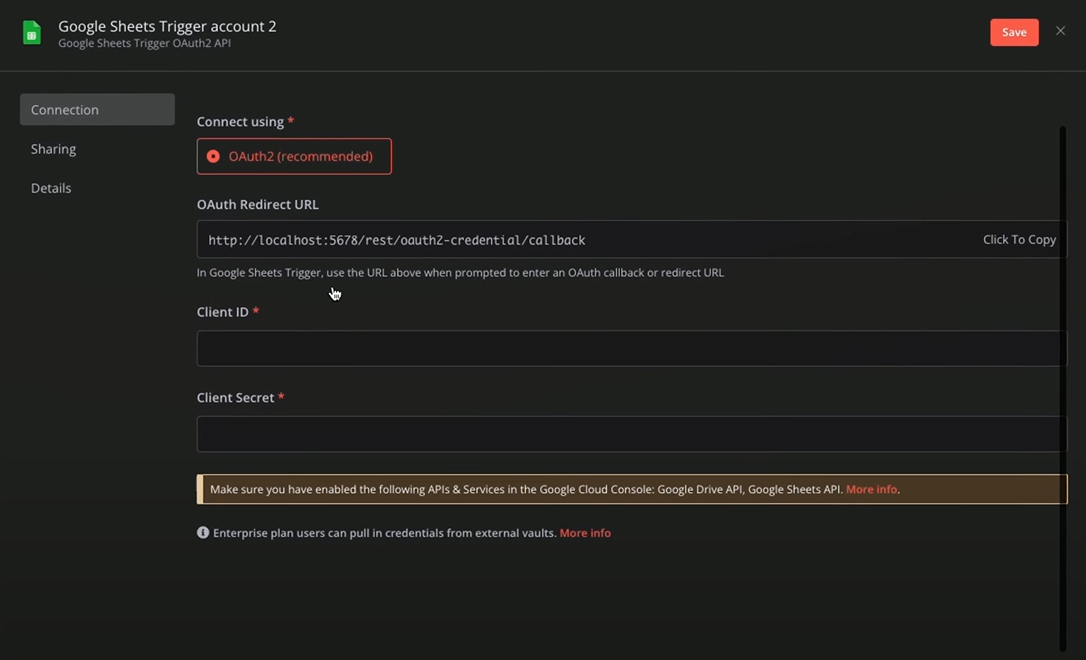 Google Sheets Trigger account 2
Google Sheets Trigger OAuth2 API
Save
Connection
Sharing
Details
Connect using *
OAuth2 (recommended)
OAuth Redirect URL
http://localhost:5678/rest/oauth2-credential/callback
Click To Copy
In Google Sheets Trigger, use the URL above when prompted to enter an OAuth callback or redirect URL
Client ID *
Client Secret *
Make sure you have enabled the following APIs & Services in the Google Cloud Console: Google Drive API, Google Sheets API. More info.
Enterprise plan users can pull in credentials from external vaults. More info